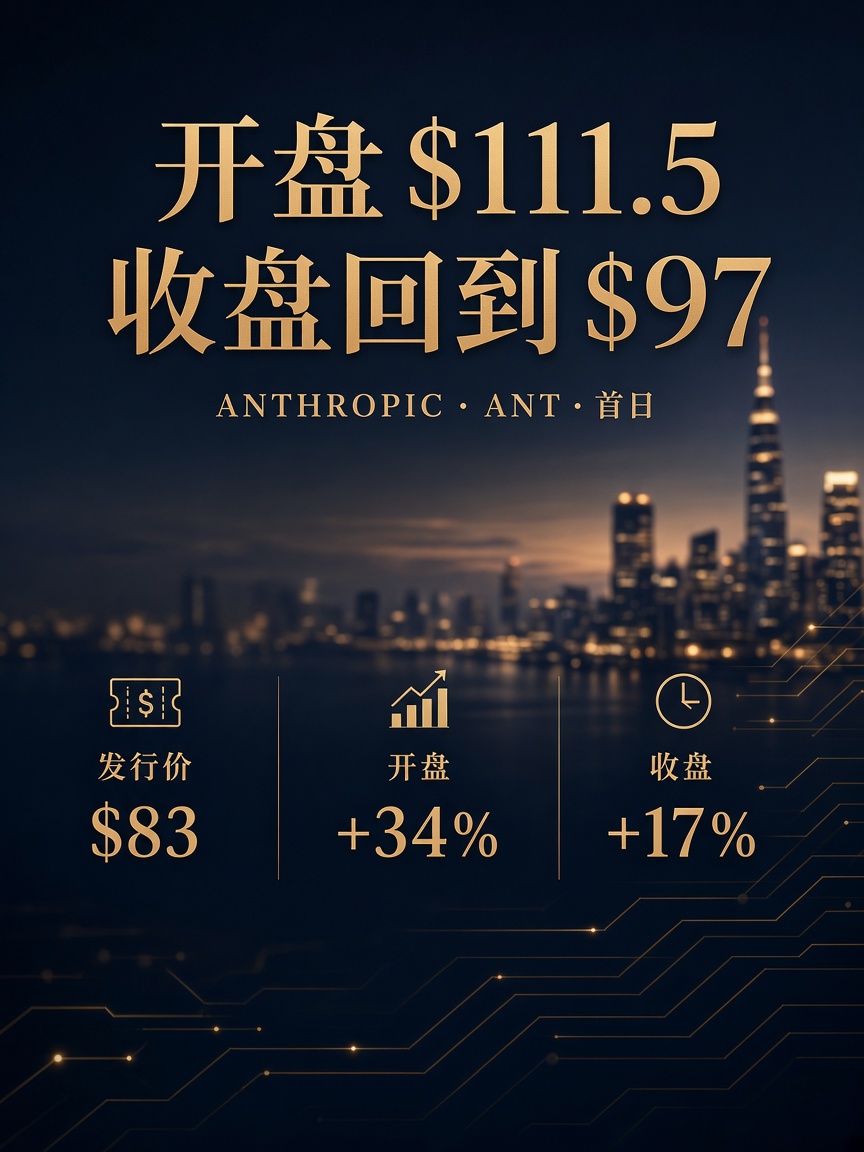 开盘 $111.5
收盘回到 $97
ANTHROPIC · ANT · 首日
$
发行价
$83
开盘
+34%
收盘
+17%